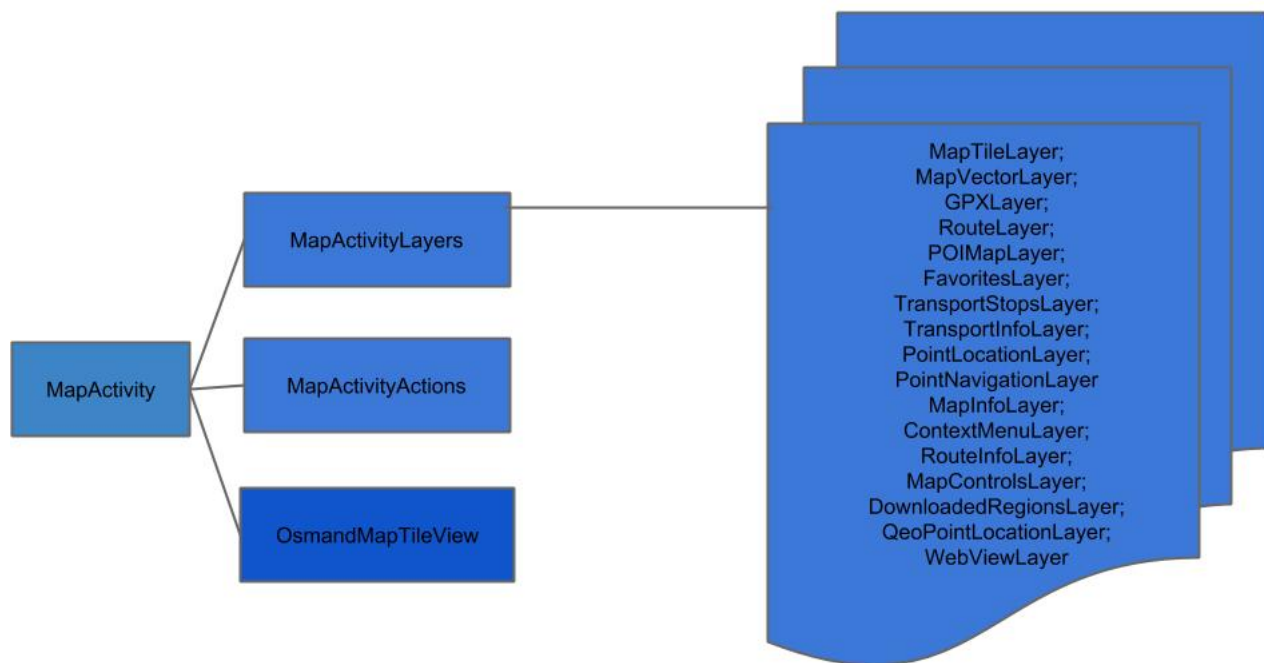 MapActivity
MapActivityLayers
MapActivityActions
OsmandMapTileView
MapTileLayer;
MapVectorLayer;
GPXLayer;
RouteLayer;
POIMapLayer;
FavoritesLayer;
TransportStopsLayer;
TransportInfoLayer;
PointLocationLayer;
PointNavigationLayer
MapInfoLayer;
ContextMenuLayer;
RouteInfoLayer;
MapControlsLayer;
DownloadedRegionsLayer;
QeoPointLocationLayer;
WebViewLayer